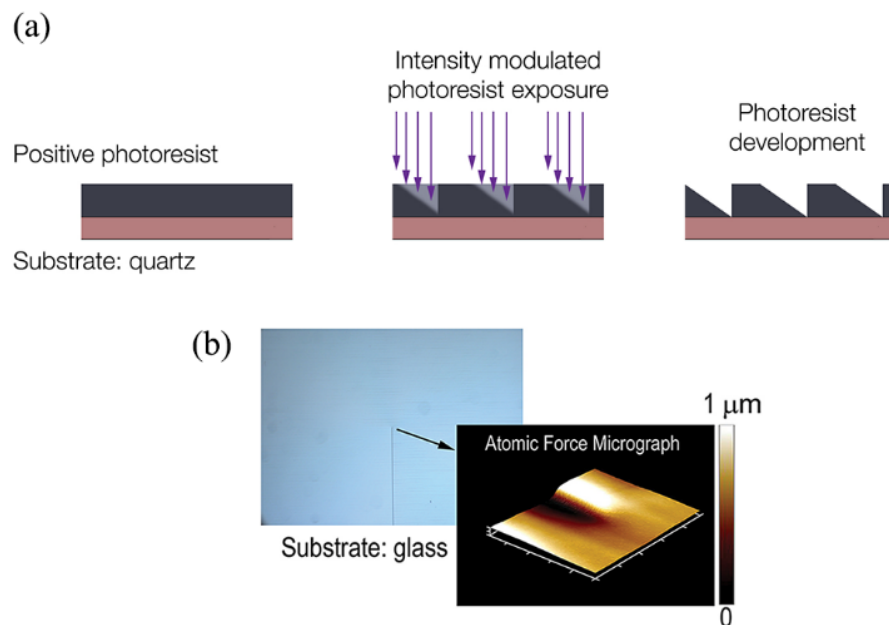 (a)
Intensity modulated
photoresist exposure
Photoresist
development
Positive photoresist
Substrate: quartz
(b)
1 μm
Atomic Force Micrograph
Substrate: glass
0